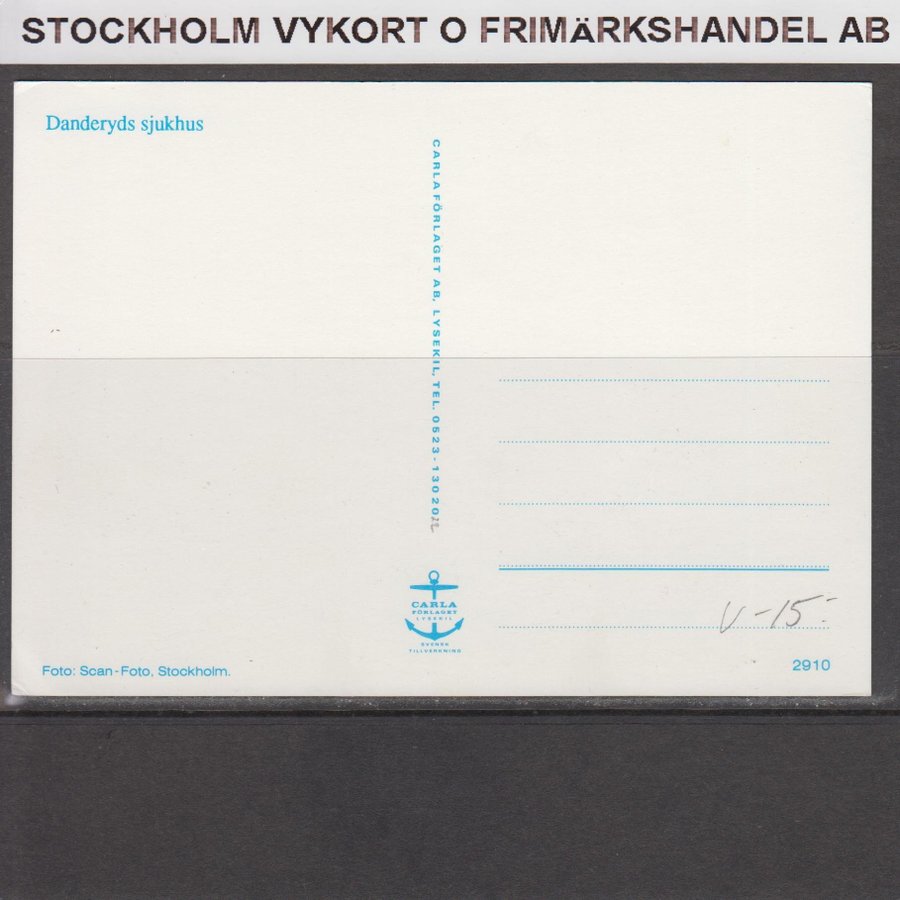 STOCKHOLM VYKORT O FRIMÄRKSHANDEL AB
Danderyds sjukhus
CARLA FÖRLAGET AB, LYSEKIL, TEL. 0523-13020
CARLA
FÖRLAGET
LYSEKIL
SVENSK
TILLVERKNING
V-15:-
2910
Foto: Scan-Foto, Stockholm.